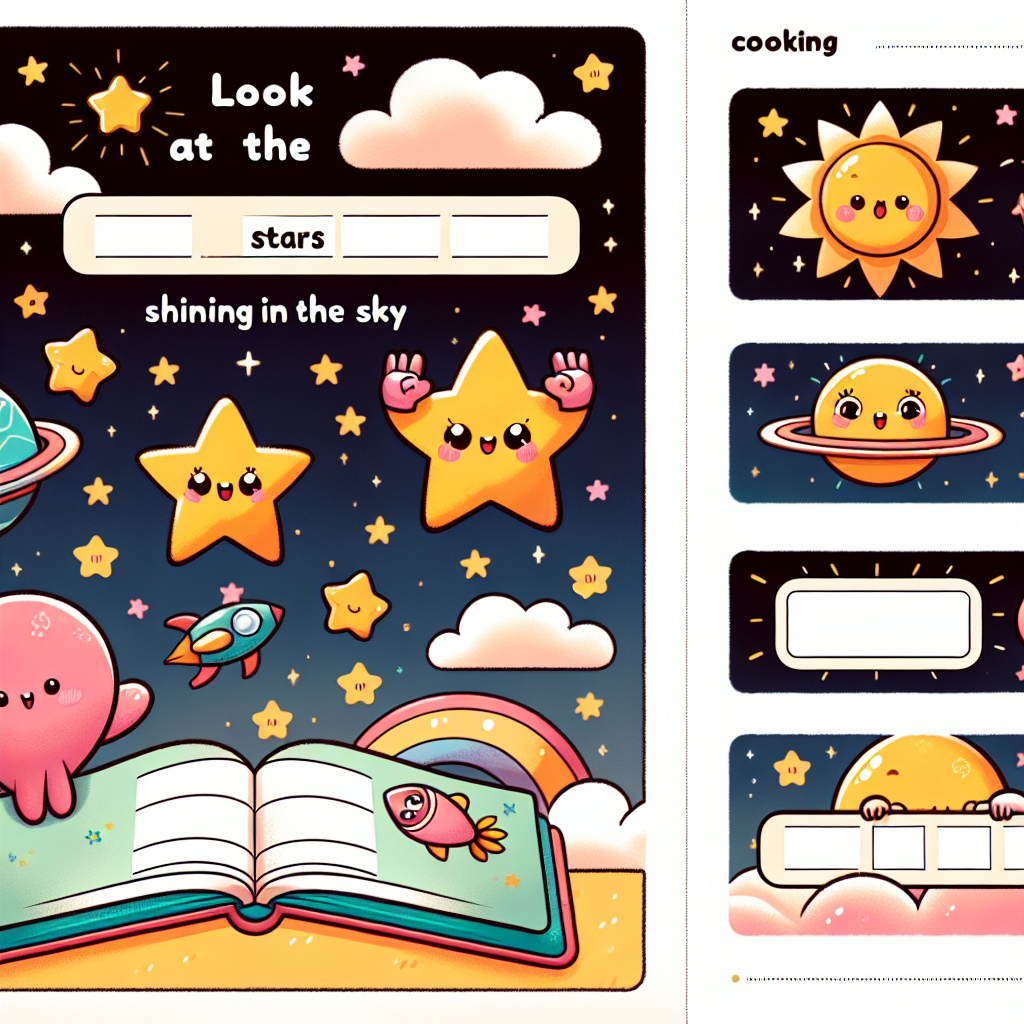 Look
at the
stars
shining in the sky
cooking